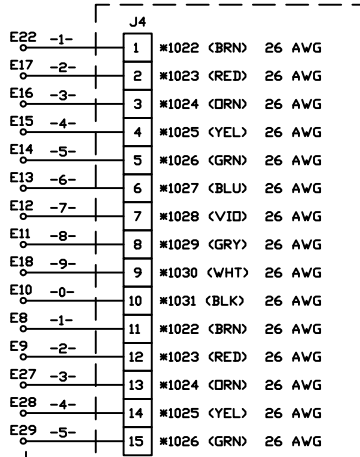 J4
E22 -1- 1 *1022 (BRN) 26 AWG
E17 -2- 2 *1023 (RED) 26 AWG
E16 -3- 3 *1024 (ORN) 26 AWG
E15 -4- 4 *1025 (YEL) 26 AWG
E14 -5- 5 *1026 (GRN) 26 AWG
E13 -6- 6 *1027 (BLU) 26 AWG
E12 -7- 7 *1028 (VIO) 26 AWG
E11 -8- 8 *1029 (GRY) 26 AWG
E18 -9- 9 *1030 (WHT) 26 AWG
E10 -0- 10 *1031 (BLK) 26 AWG
E8 -1- 11 *1022 (BRN) 26 AWG
E9 -2- 12 *1023 (RED) 26 AWG
E27 -3- 13 *1024 (ORN) 26 AWG
E28 -4- 14 *1025 (YEL) 26 AWG
E29 -5- 15 *1026 (GRN) 26 AWG